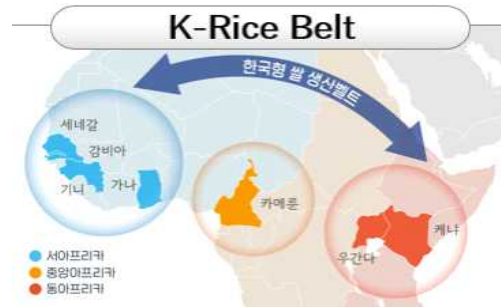 K-Rice Belt
한국형 쌀 생산벨트
세네갈
감비아
기니
가나
카메룬
우간다
케냐
서아프리카
중앙아프리카
동아프리카